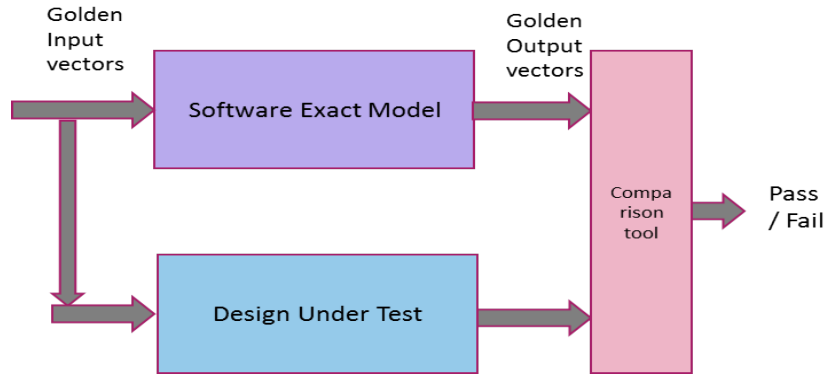 Golden
Input
vectors
Golden
Output
vectors
Software Exact Model
Compa
rison
tool
Pass
/ Fail
Design Under Test